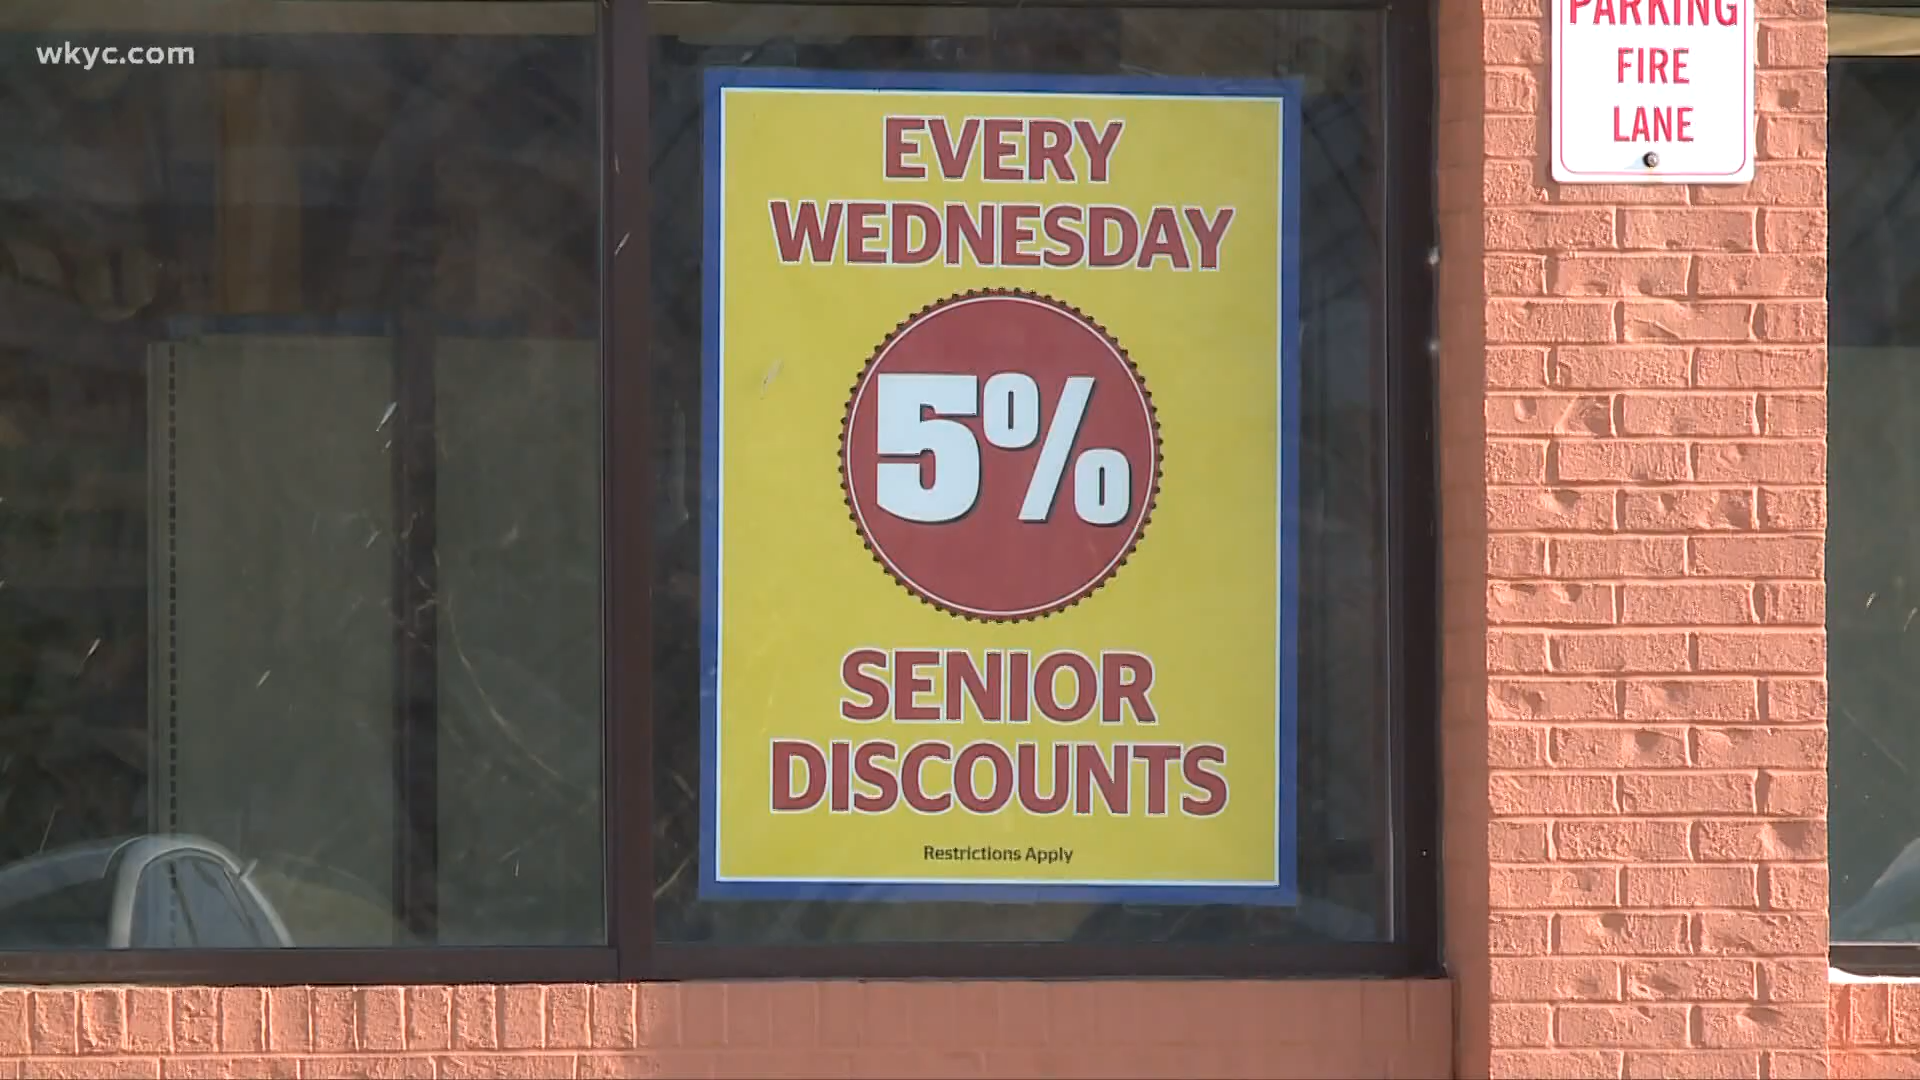 wkyc.com
EVERY
WEDNESDAY
5%
SENIOR
DISCOUNTS
Restrictions Apply
PARKING
FIRE
LANE